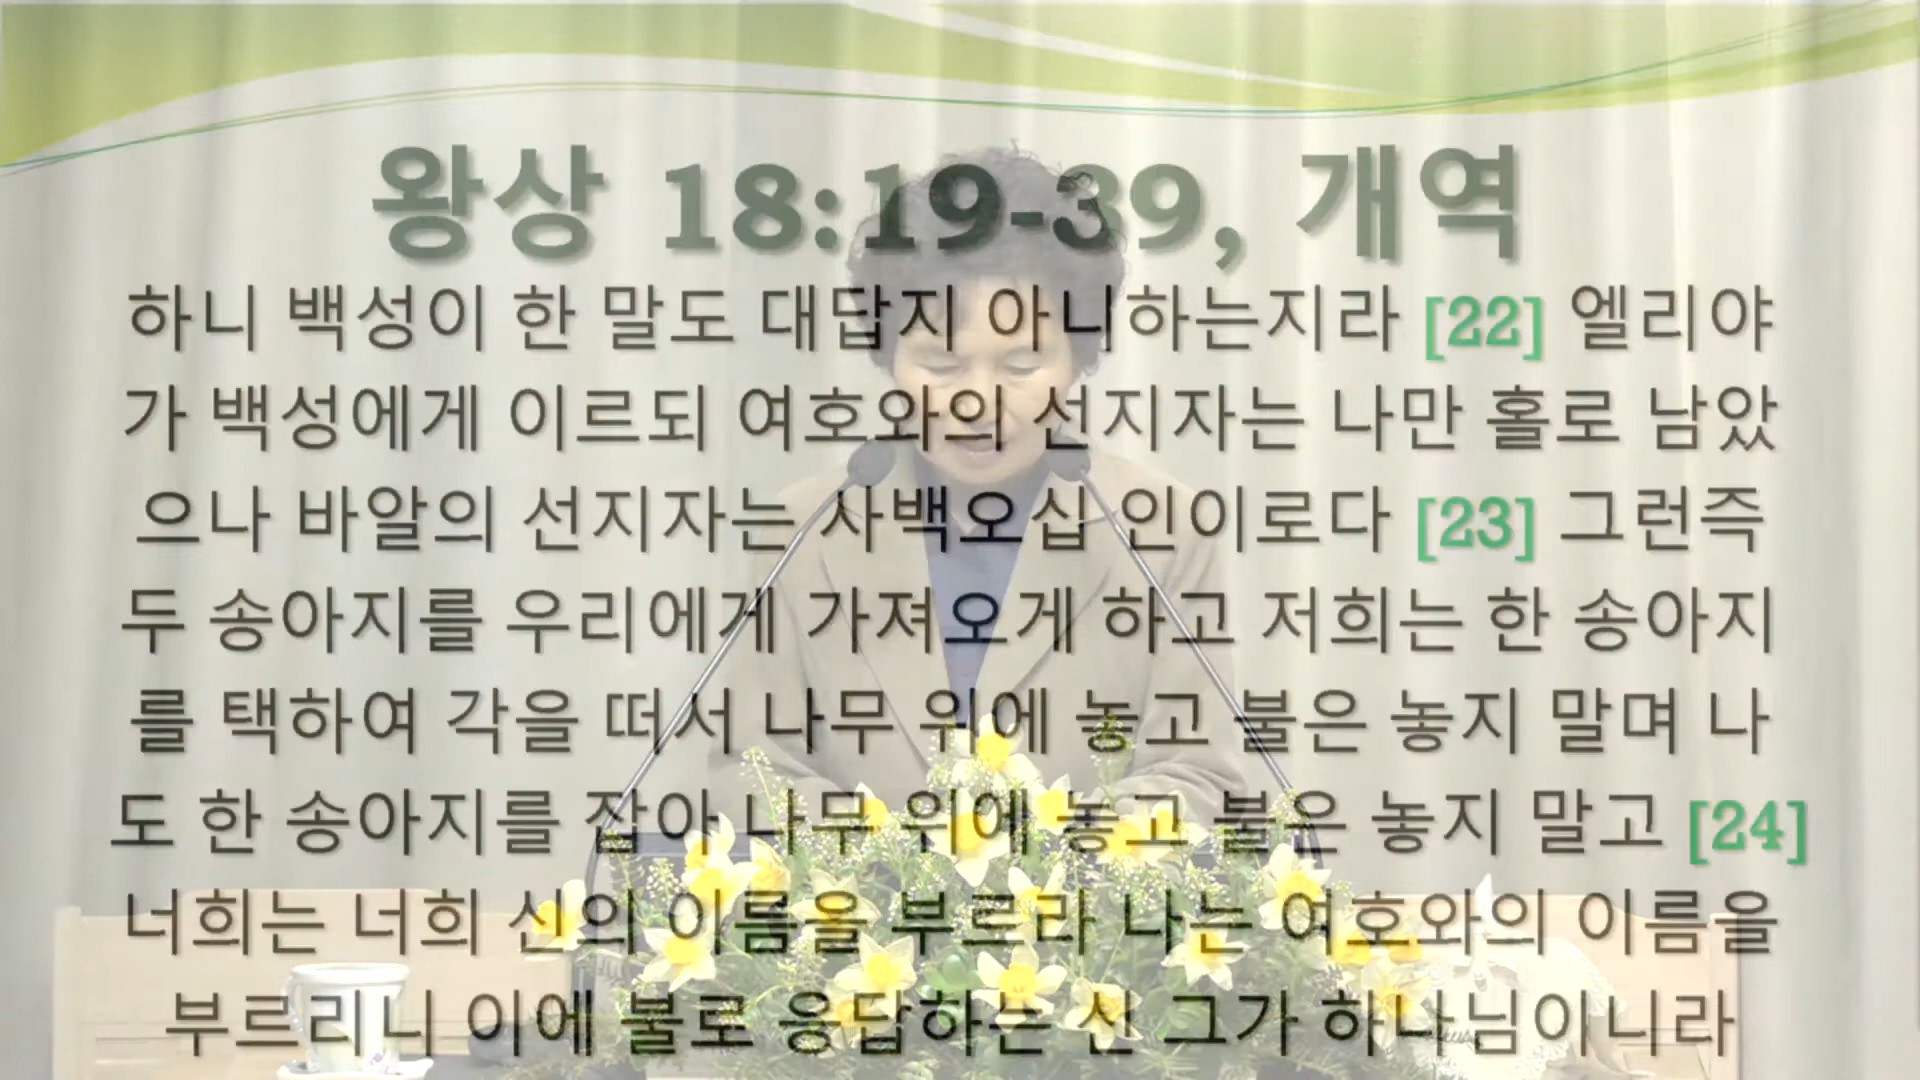 왕상 18:19-39, 개역
하니 백성이 한 말도 대답지 아니하는지라 [22] 엘리야
가 백성에게 이르되 여호와의 선지자는 나만 홀로 남았
으나 바알의 선지자는 사백오십 인이로다 [23] 그런즉
두 송아지를 우리에게 가져오게 하고 저희는 한 송아지
를 택하여 각을 떠서 나무 위에 놓고 불은 놓지 말며 나
도 한 송아지를 잡아 나무 위에 놓고 불은 놓지 말고 [24]
너희는 너희 신의 이름을 부르라 나는 여호와의 이름을
부르리니 이에 불로 응답하는 신 그가 하나님이니라